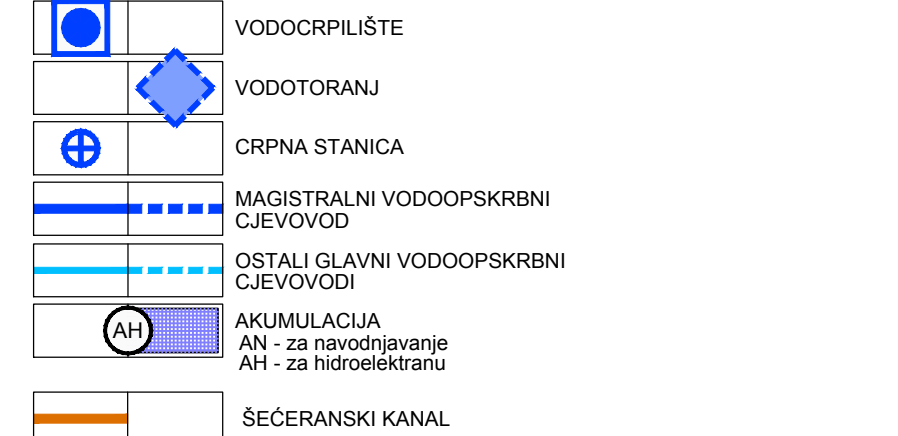 VODOCRPILIŠTE
VODOTORANJ
CRPNA STANICA
MAGISTRALNI VODOOPSKRBNI
CJEVOVOD
OSTALI GLAVNI VODOOPSKRBNI
CJEVOVODI
AH
AKUMULACIJA
AN - za navodnjavanje
AH - za hidroelektranu
ŠEĆERANSKI KANAL